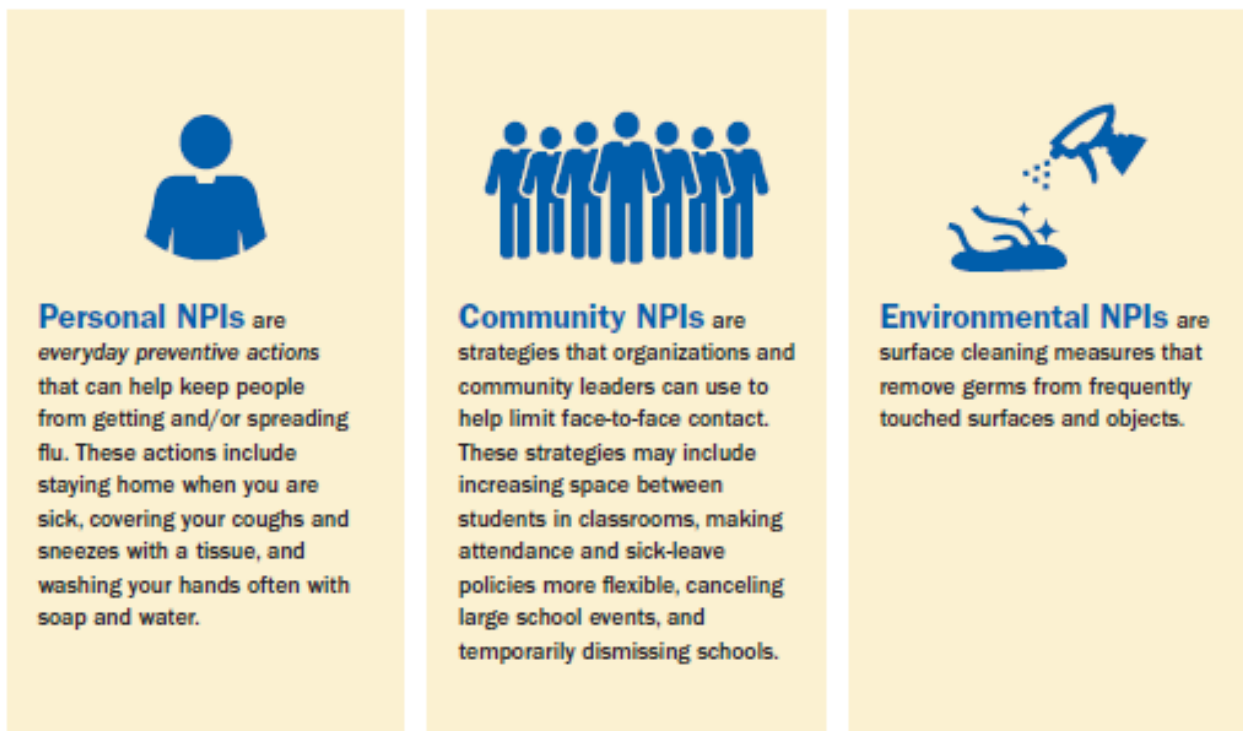 Personal NPIs are
everyday preventive actions
that can help keep people
from getting and/or spreading
flu. These actions include
staying home when you are
sick, covering your coughs and
sneezes with a tissue, and
washing your hands often with
soap and water.
Community NPIs are
strategies that organizations and
community leaders can use to
help limit face-to-face contact.
These strategies may include
increasing space between
students in classrooms, making
attendance and sick-leave
policies more flexible, canceling
large school events, and
temporarily dismissing schools.
Environmental NPIs are
surface cleaning measures that
remove germs from frequently
touched surfaces and objects.